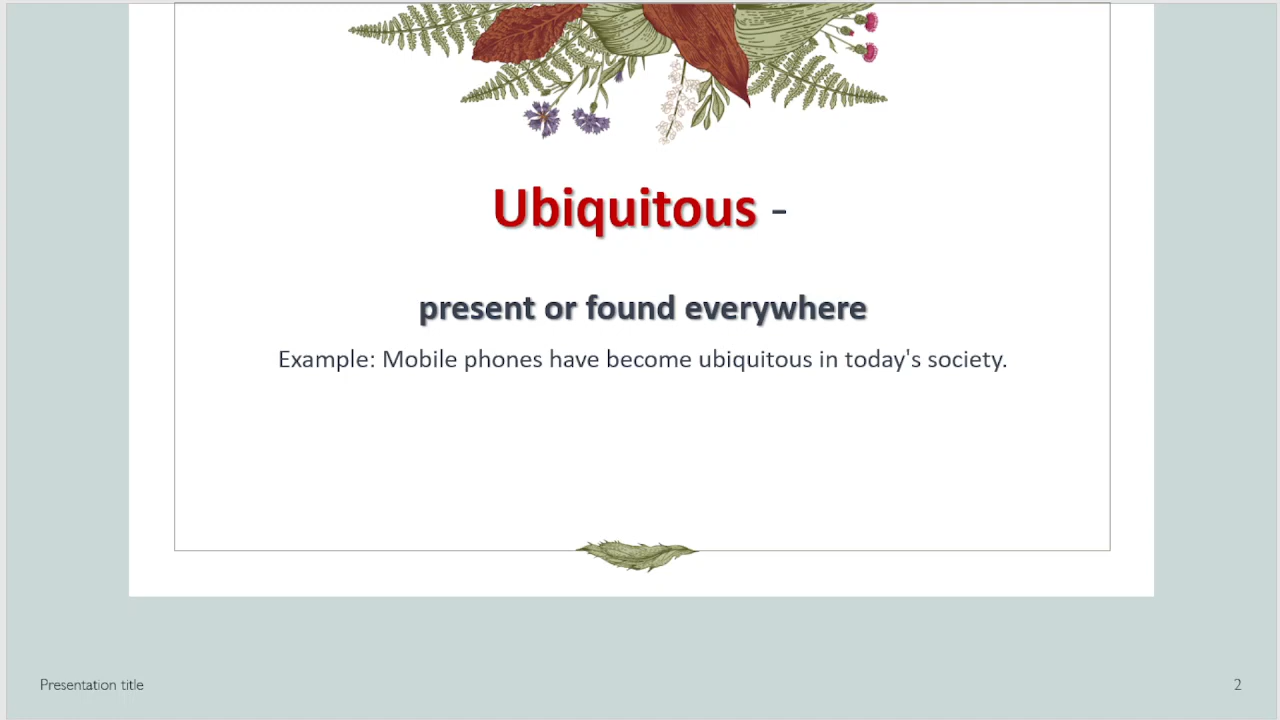 Ubiquitous -
present or found everywhere
Example: Mobile phones have become ubiquitous in today's society.
Presentation title
2